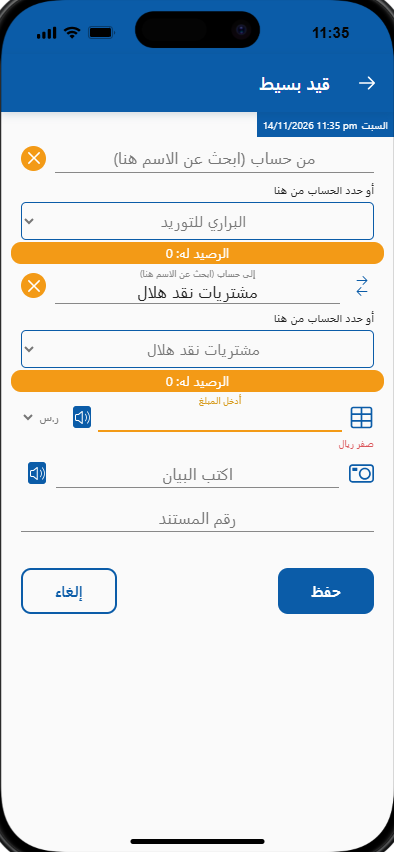 11:35
قيد بسيط
السبت 14/11/2026 11:35 pm
من حساب (ابحث عن الاسم هنا)
أو حدد الحساب من هنا
البراري للتوريد
الرصيد له: 0
إلى حساب (ابحث عن الاسم هنا)
مشتريات نقد هلال
أو حدد الحساب من هنا
مشتريات نقد هلال
الرصيد له: 0
أدخل المبلغ
ر.س
صفر ريال
اكتب البيان
رقم المستند
حفظ
إلغاء